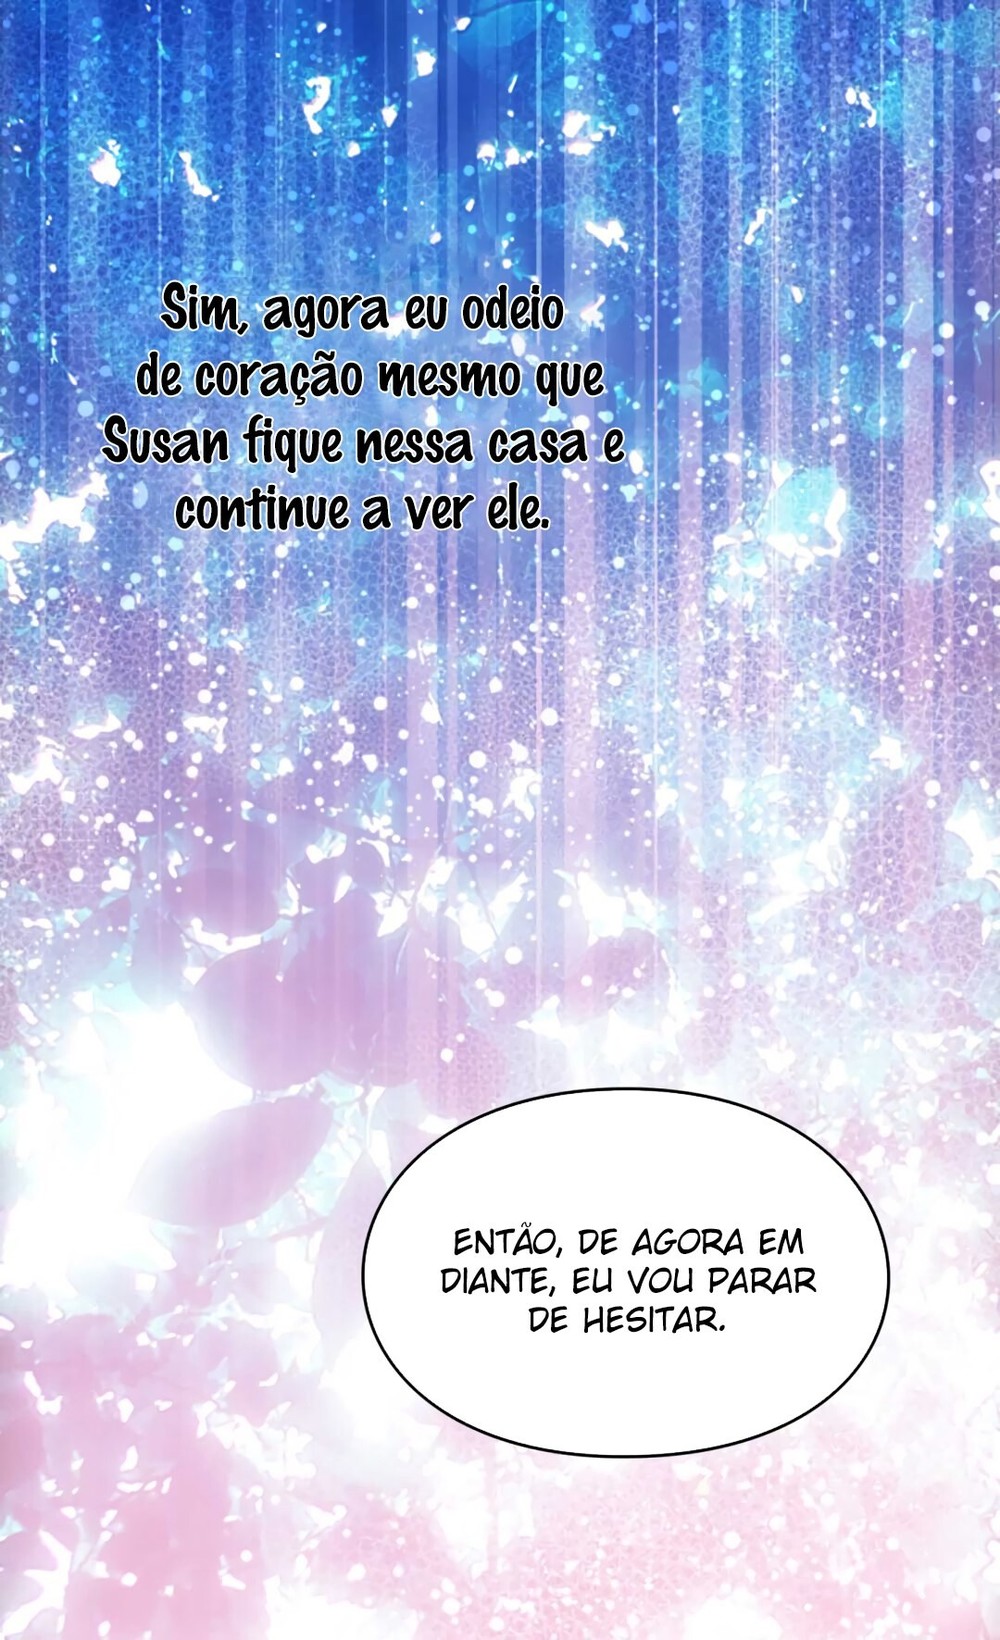 Sim, agora eu odeio
de coração mesmo que
Susan fique nessa casa e
continue a ver ele.
ENTÃO, DE AGORA EM
DIANTE, EU VOU PARAR
DE HESITAR.